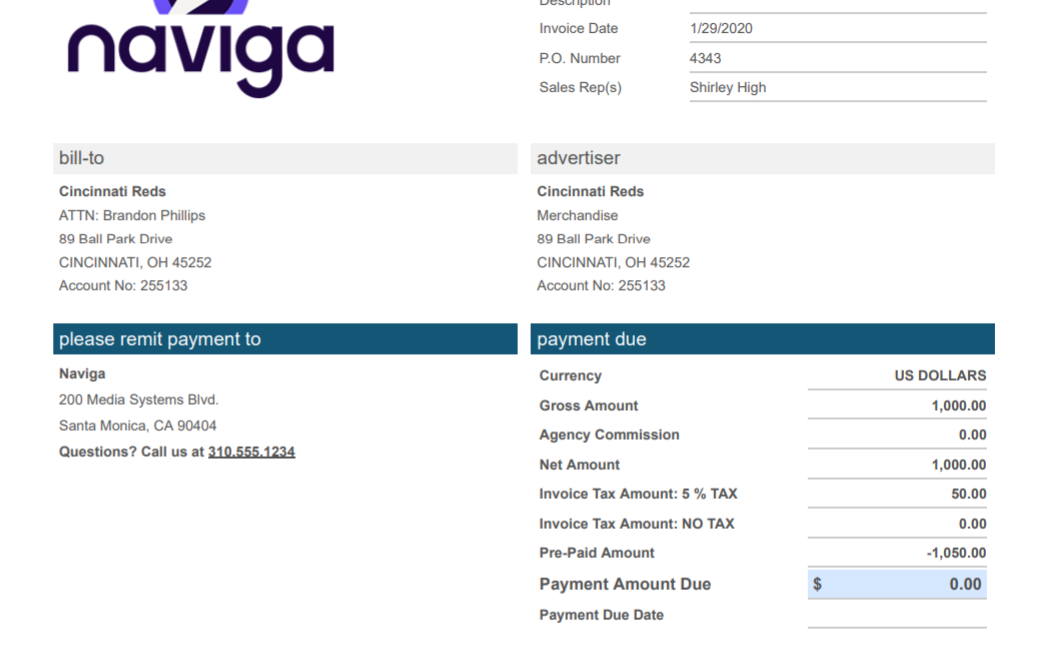 naviga
Description
Invoice Date 1/29/2020
P.O. Number 4343
Sales Rep(s) Shirley High
bill-to
Cincinnati Reds
ATTN: Brandon Phillips
89 Ball Park Drive
CINCINNATI, OH 45252
Account No: 255133
advertiser
Cincinnati Reds
Merchandise
89 Ball Park Drive
CINCINNATI, OH 45252
Account No: 255133
please remit payment to
Naviga
200 Media Systems Blvd.
Santa Monica, CA 90404
Questions? Call us at 310.555.1234
payment due
Currency US DOLLARS
Gross Amount 1,000.00
Agency Commission 0.00
Net Amount 1,000.00
Invoice Tax Amount: 5 % TAX 50.00
Invoice Tax Amount: NO TAX 0.00
Pre-Paid Amount -1,050.00
Payment Amount Due $ 0.00
Payment Due Date